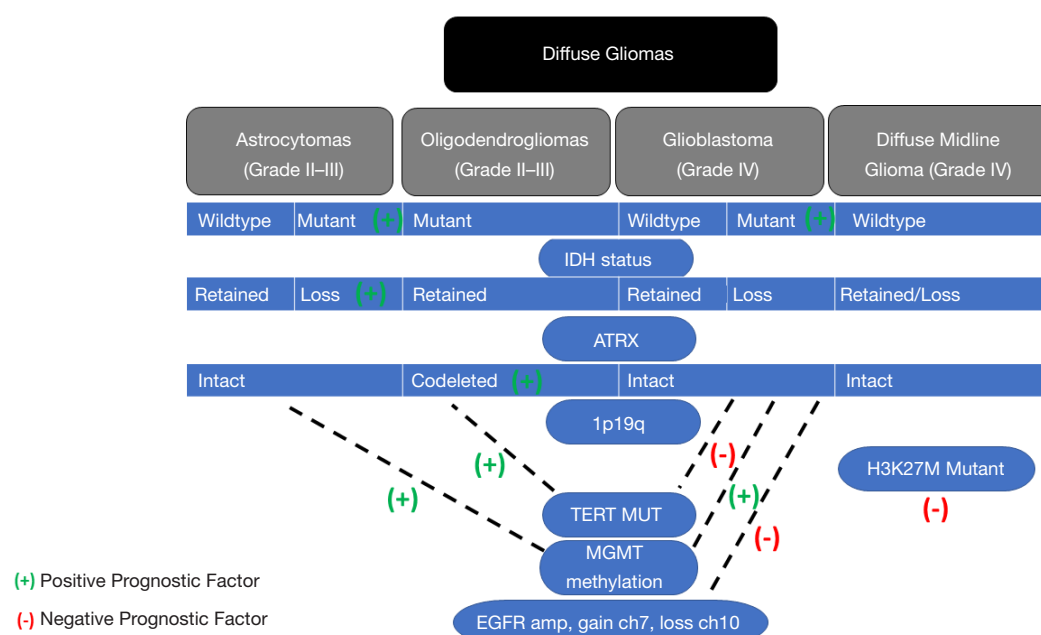 Diffuse Gliomas
Astrocytomas
(Grade II–III)
Oligodendrogliomas
(Grade II–III)
Glioblastoma
(Grade IV)
Diffuse Midline
Glioma (Grade IV)
Wildtype Mutant (+) Mutant Wildtype Mutant (+) Wildtype
IDH status
Retained Loss (+) Retained Retained Loss Retained/Loss
ATRX
Intact Codeleted (+) Intact Intact
1p19q
(-)
(+)
H3K27M Mutant
(+)
(+)
(-)
TERT MUT
(-)
MGMT
methylation
(+) Positive Prognostic Factor
(-) Negative Prognostic Factor
EGFR amp, gain ch7, loss ch10